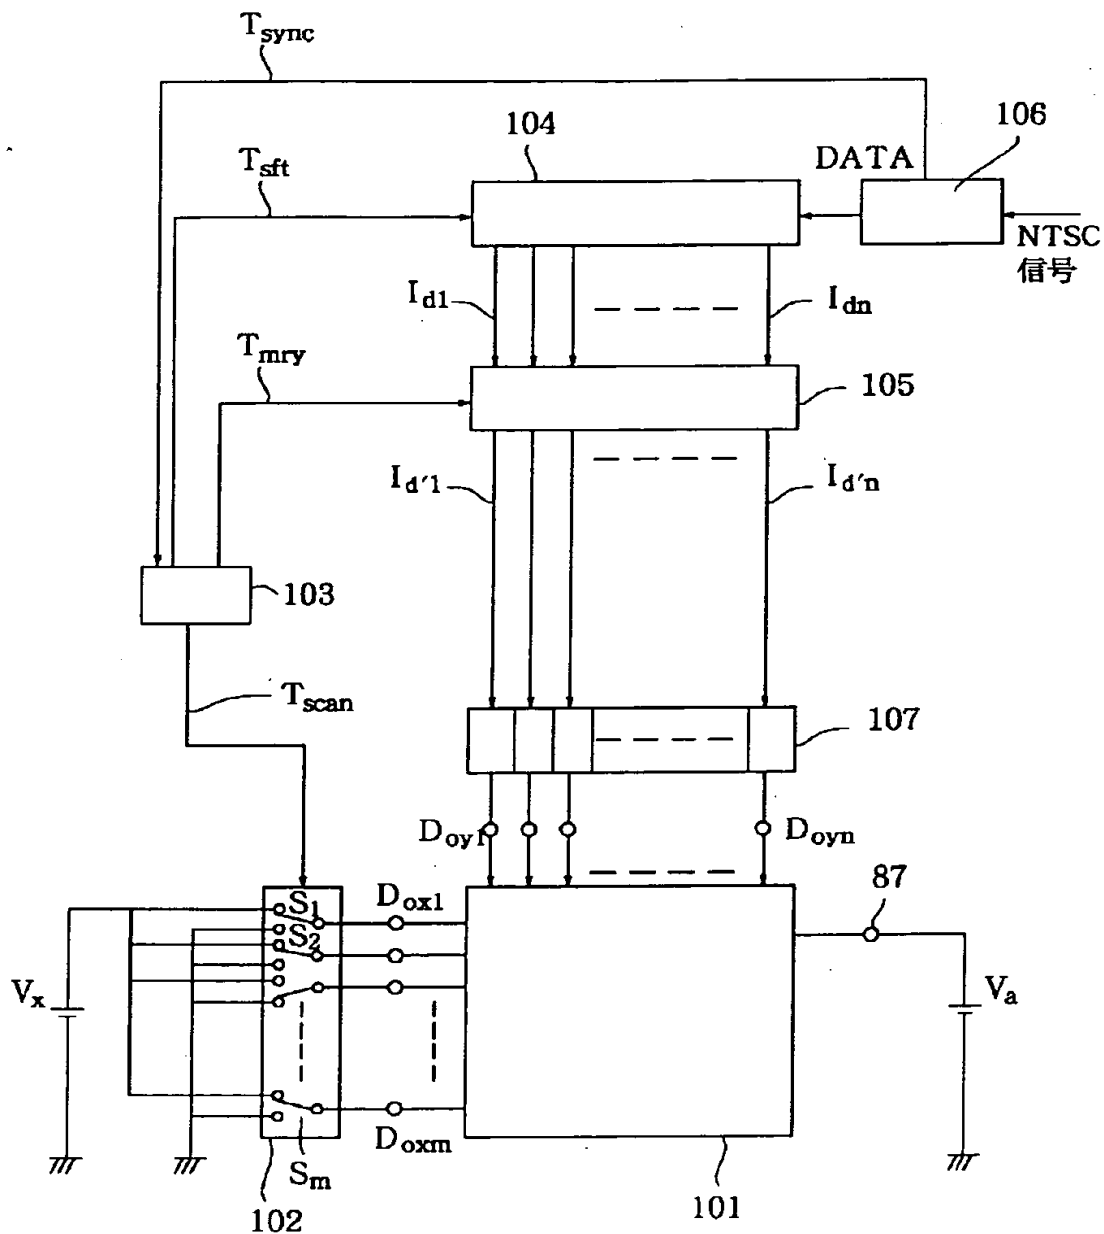 Tsync
104
106
DATA
Tsft
NTSC
信号
Id1
Idn
Tmry
105
Id'1
Id'n
103
Tscan
107
Doy1
Doyn
87
S1
Dox1
S2
Vx
Va
Doxm
Sm
101
102